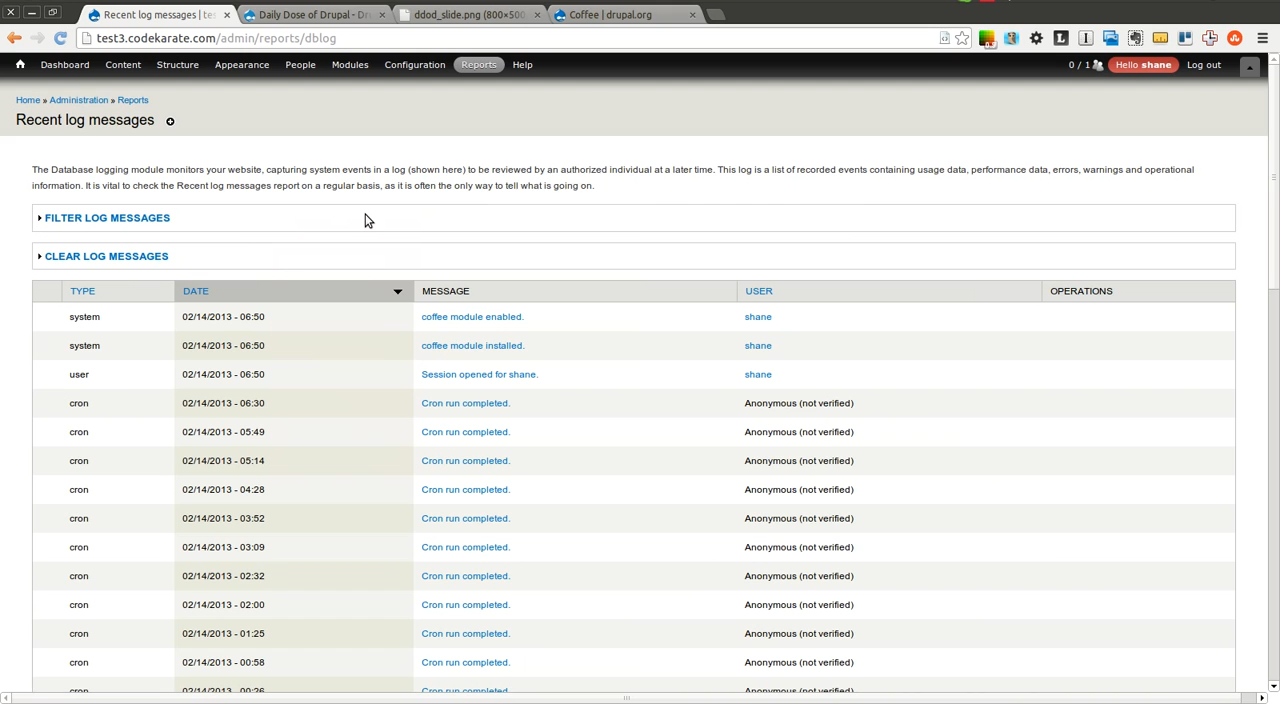 Recent log messages | tes
Daily Dose of Drupal - Dru
ddod_slide.png (800×500
Coffee | drupal.org
test3.codekarate.com/admin/reports/dblog
Dashboard Content Structure Appearance People Modules Configuration Reports Help 0 / 1 Hello shane Log out
Home » Administration » Reports
Recent log messages
The Database logging module monitors your website, capturing system events in a log (shown here) to be reviewed by an authorized individual at a later time. This log is a list of recorded events containing usage data, performance data, errors, warnings and operational
information. It is vital to check the Recent log messages report on a regular basis, as it is often the only way to tell what is going on.
FILTER LOG MESSAGES
CLEAR LOG MESSAGES
TYPE DATE MESSAGE USER OPERATIONS
system 02/14/2013 - 06:50 coffee module enabled. shane
system 02/14/2013 - 06:50 coffee module installed. shane
user 02/14/2013 - 06:50 Session opened for shane. shane
cron 02/14/2013 - 06:30 Cron run completed. Anonymous (not verified)
cron 02/14/2013 - 05:49 Cron run completed. Anonymous (not verified)
cron 02/14/2013 - 05:14 Cron run completed. Anonymous (not verified)
cron 02/14/2013 - 04:28 Cron run completed. Anonymous (not verified)
cron 02/14/2013 - 03:52 Cron run completed. Anonymous (not verified)
cron 02/14/2013 - 03:09 Cron run completed. Anonymous (not verified)
cron 02/14/2013 - 02:32 Cron run completed. Anonymous (not verified)
cron 02/14/2013 - 02:00 Cron run completed. Anonymous (not verified)
cron 02/14/2013 - 01:25 Cron run completed. Anonymous (not verified)
cron 02/14/2013 - 00:58 Cron run completed. Anonymous (not verified)
cron 02/14/2013 - 00:26 Cron run completed. Anonymous (not verified)